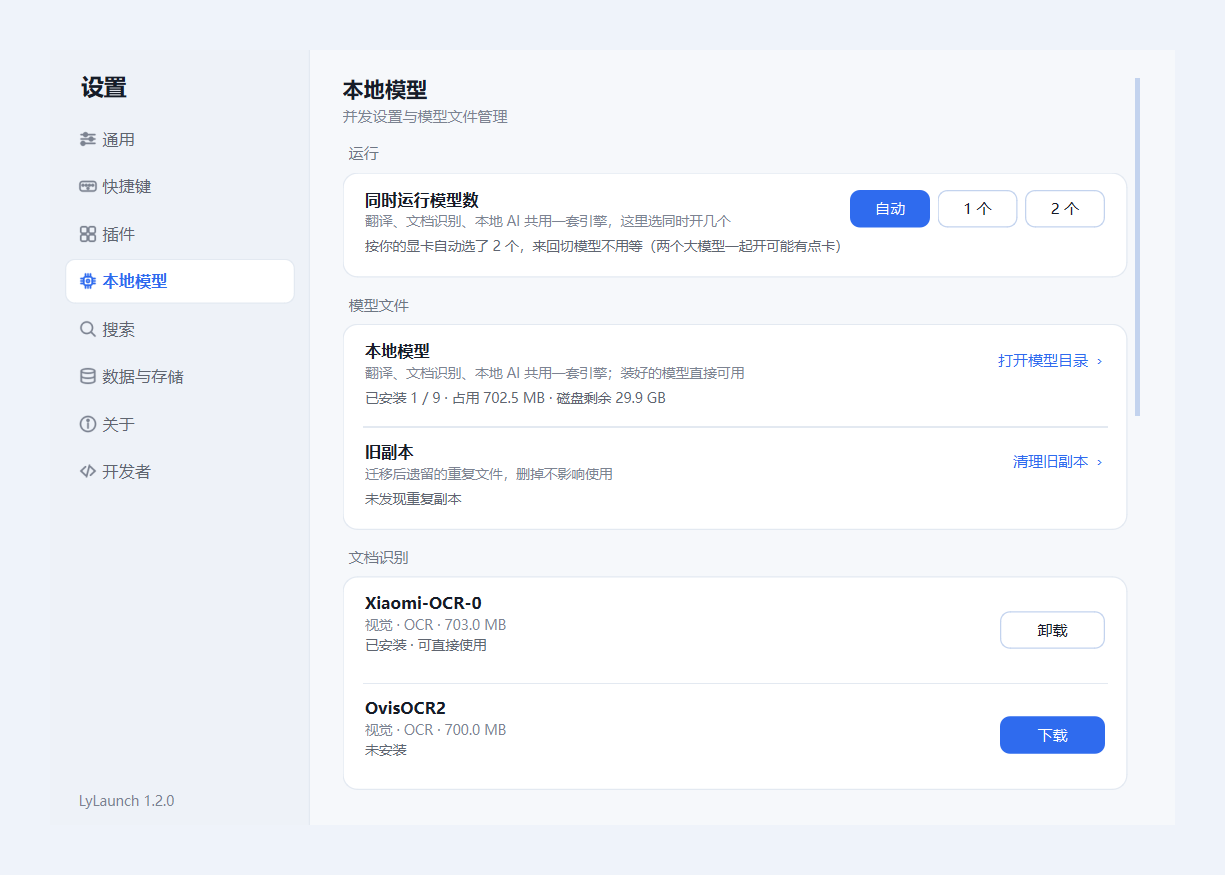 设置
通用
快捷键
插件
本地模型
搜索
数据与存储
关于
开发者
LyLaunch 1.2.0
本地模型
并发设置与模型文件管理
运行
同时运行模型数
翻译、文档识别、本地 AI 共用一套引擎，这里选同时开几个
按你的显卡自动选了 2 个，来回切模型不用等（两个大模型一起开可能有点卡）
自动
1 个
2 个
模型文件
本地模型
翻译、文档识别、本地 AI 共用一套引擎；装好的模型直接可用
已安装 1 / 9 · 占用 702.5 MB · 磁盘剩余 29.9 GB
打开模型目录 ›
旧副本
迁移后遗留的重复文件，删掉不影响使用
未发现重复副本
清理旧副本 ›
文档识别
Xiaomi-OCR-0
视觉 · OCR · 703.0 MB
已安装 · 可直接使用
卸载
OvisOCR2
视觉 · OCR · 700.0 MB
未安装
下载